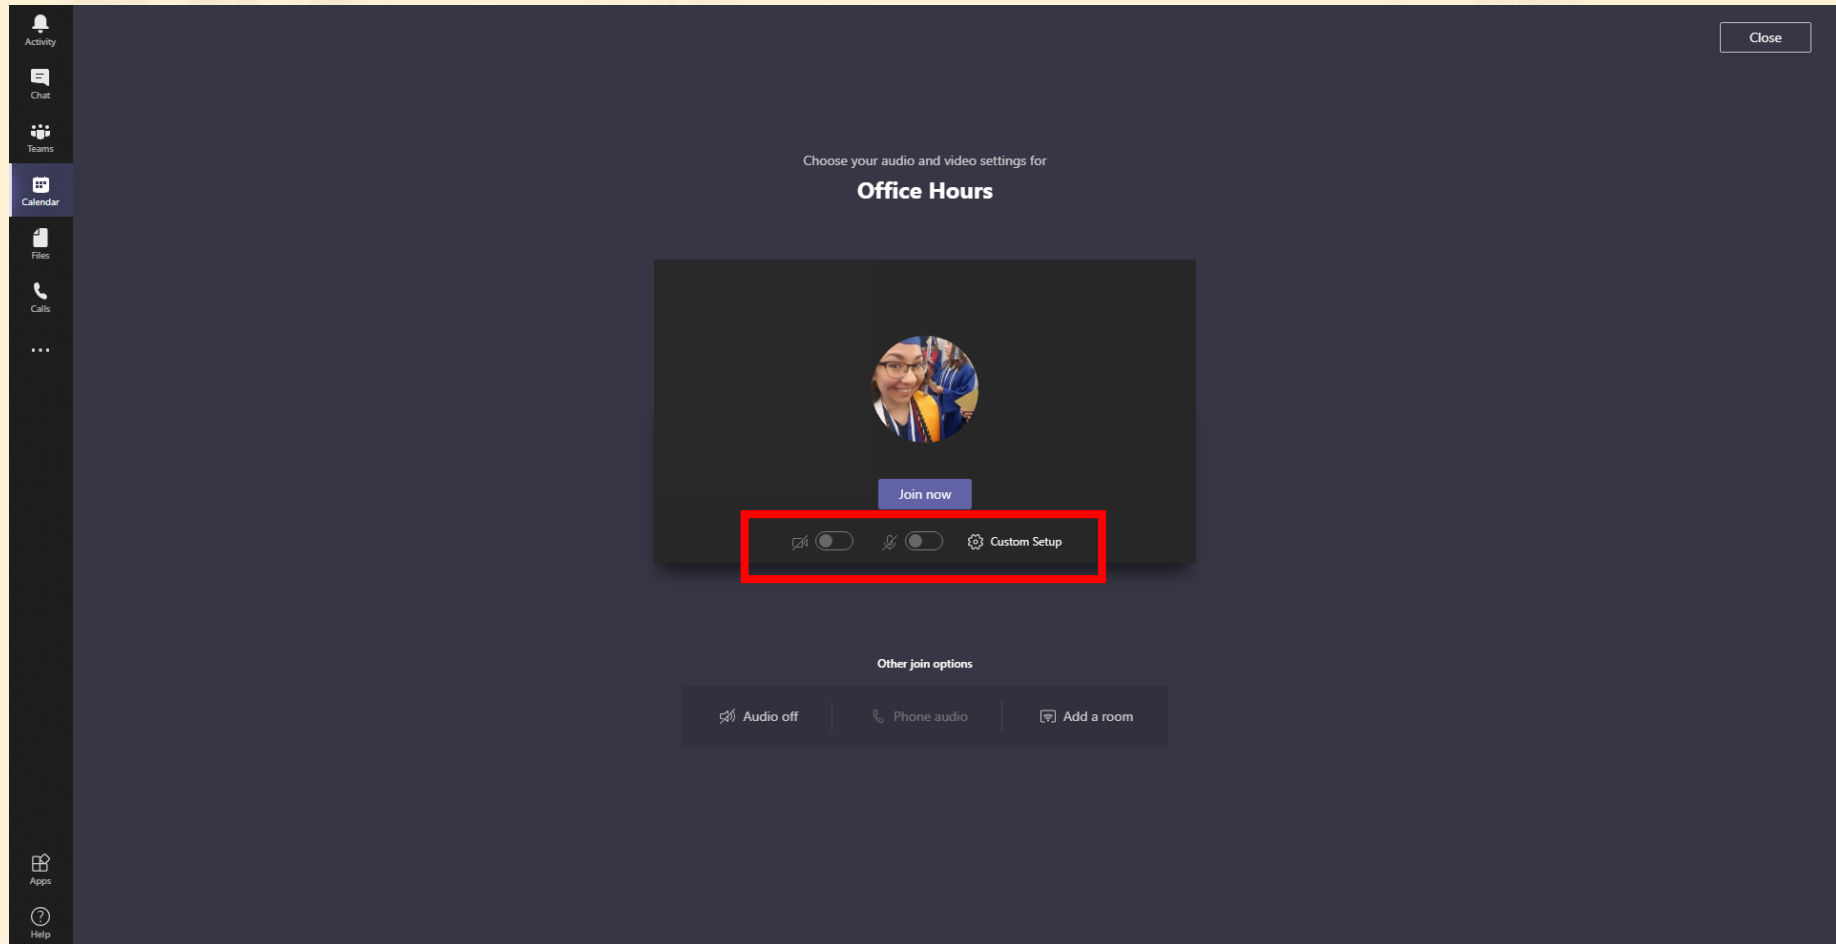 Activity
Chat
Teams
Calendar
Files
Calls
Apps
Help
Close
Choose your audio and video settings for
Office Hours
Join now
Custom Setup
Other join options
Audio off
Phone audio
Add a room